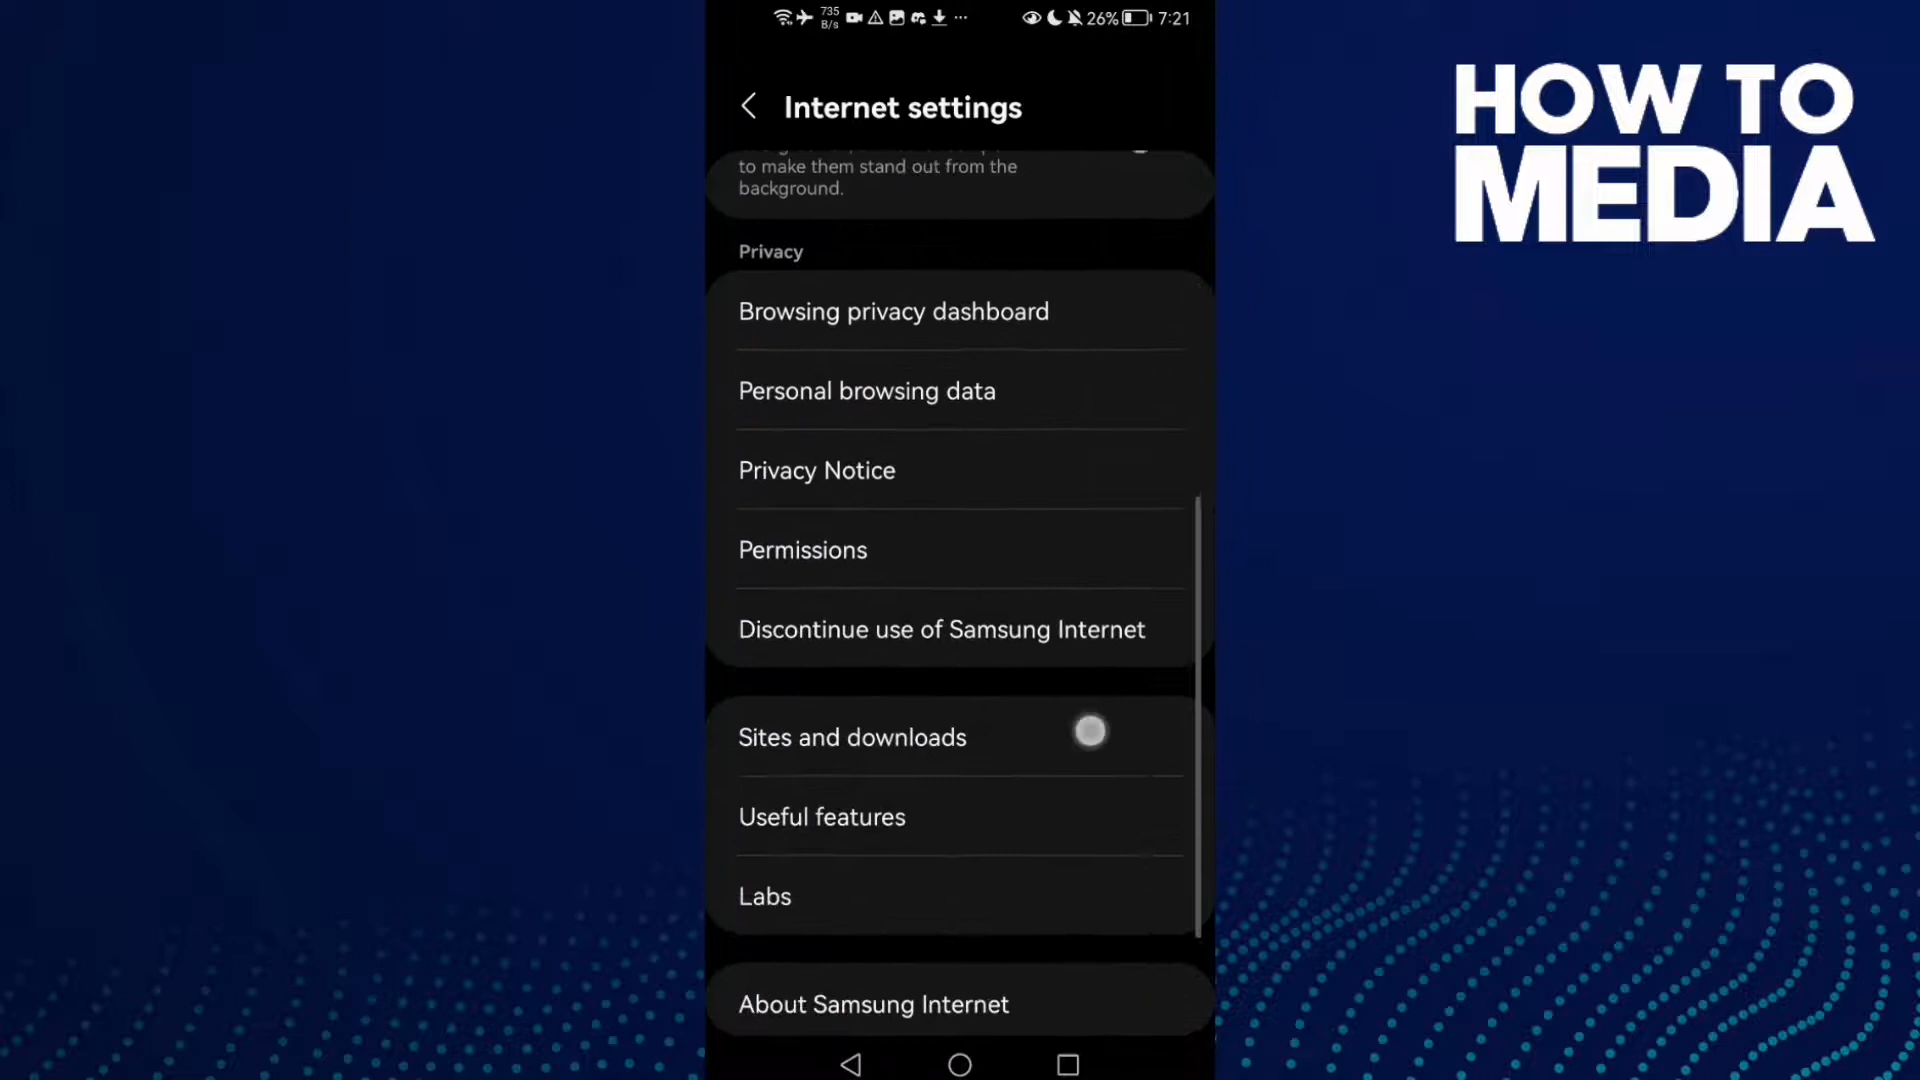 735
B/s
26%
7:21
HOW TO
MEDIA
Internet settings
to make them stand out from the
background.
Privacy
Browsing privacy dashboard
Personal browsing data
Privacy Notice
Permissions
Discontinue use of Samsung Internet
Sites and downloads
Useful features
Labs
About Samsung Internet